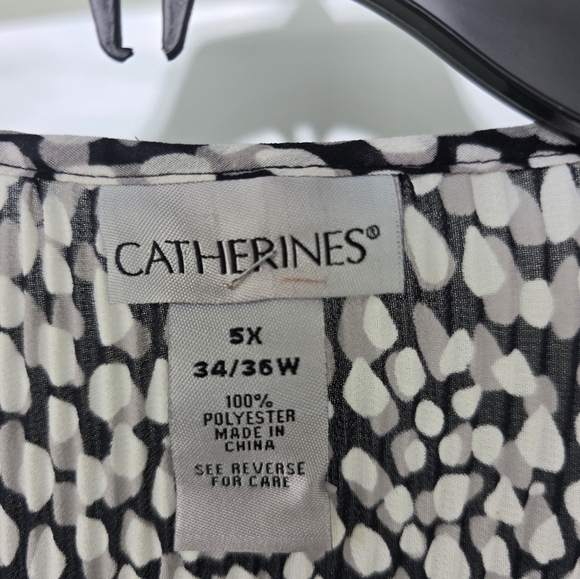 CATHERINES®
5X
34/36W
100%
POLYESTER
MADE IN
CHINA
SEE REVERSE
FOR CARE